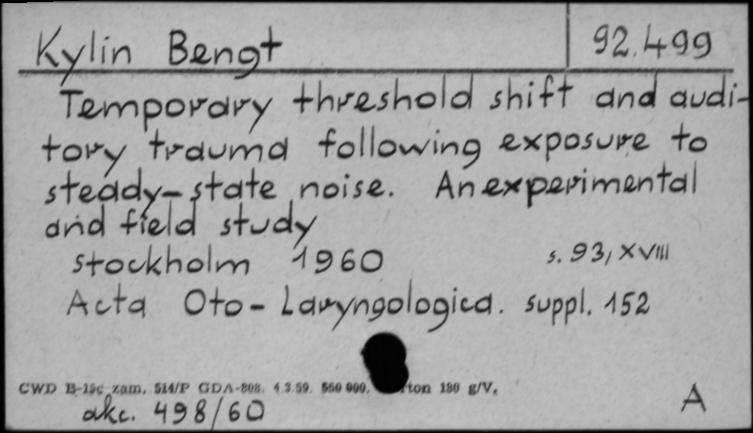 Kylin Bengt 92.499
Temporary threshold shift and audi-
tory trauma following exposure to
steady-state noise. An experimental
and field study
Stockholm 1960 s. 93, XVIII
Acta Oto-Laryngologica. suppl. 152
CWD B-15c zam. 514/P GDA-808. 4.3.59. 550 000. ton 180 g/V.
akc. 498/60 A